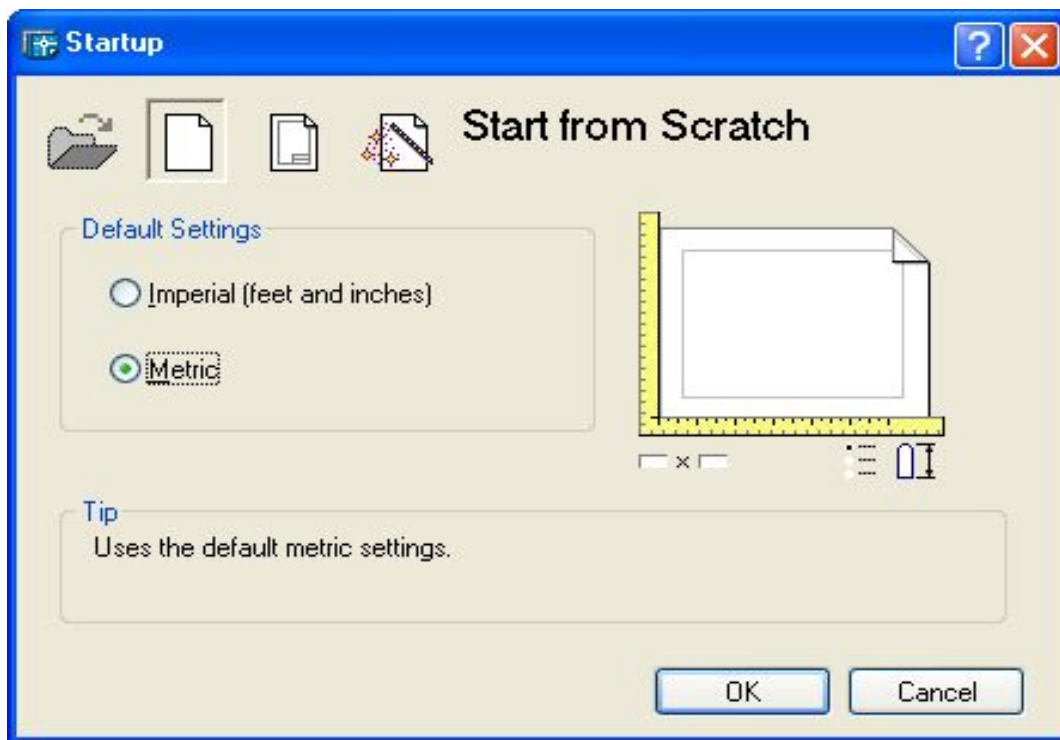 Startup
Start from Scratch
Default Settings
Imperial (feet and inches)
Metric
Tip
Uses the default metric settings.
OK
Cancel